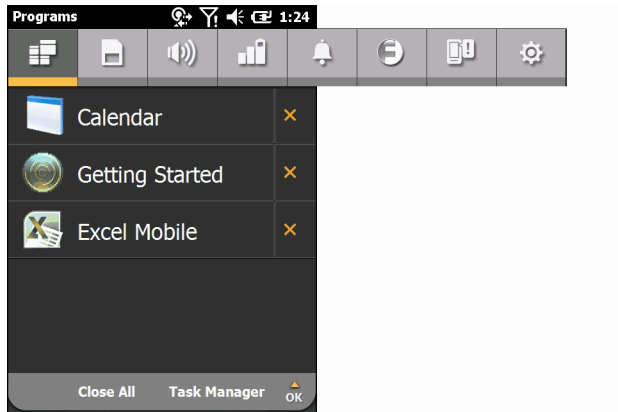 Programs 1:24
Calendar
Getting Started
Excel Mobile
Close All Task Manager OK